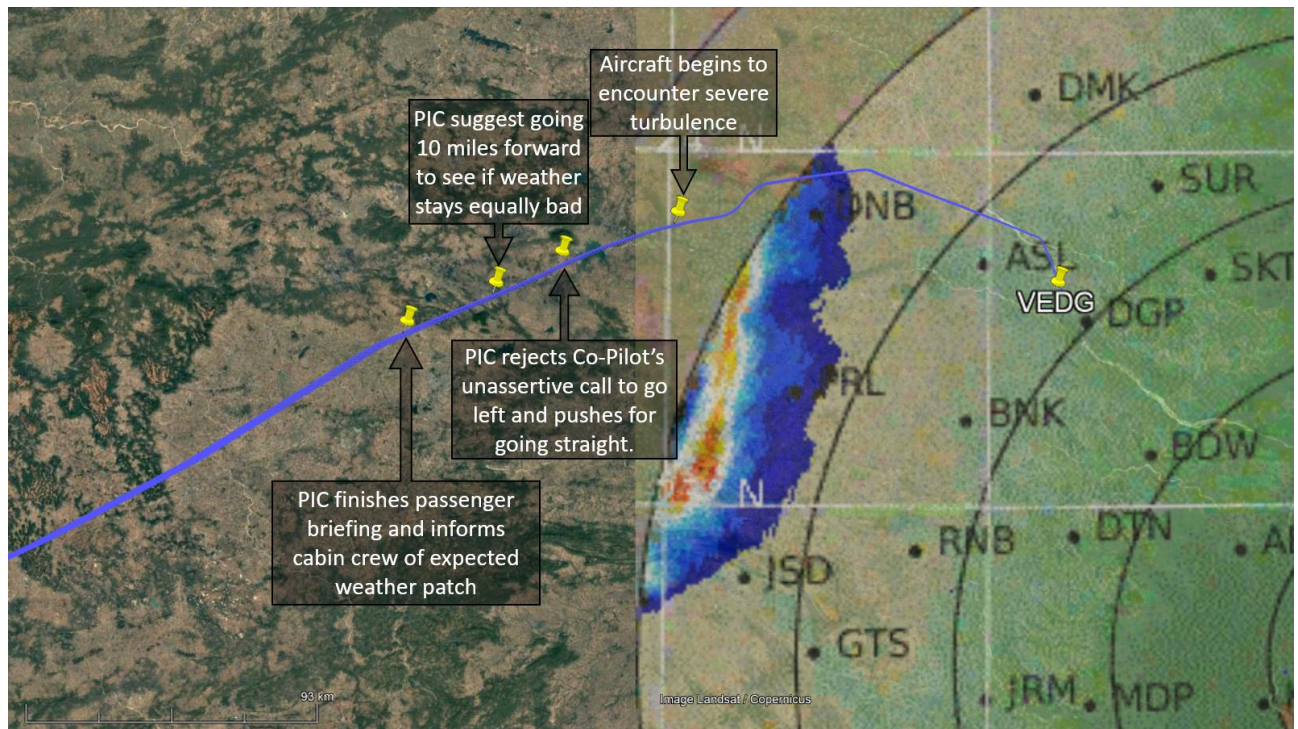 Aircraft begins to
encounter severe
turbulence
PIC suggest going
10 miles forward
to see if weather
stays equally bad
PIC rejects Co-Pilot's
unassertive call to go
left and pushes for
going straight.
PIC finishes passenger
briefing and informs
cabin crew of expected
weather patch
N
DMK
SUR
DNB
ASL
SKT
VEDG
DGP
BNK
BDW
N
RNB
DTN
JSD
GTS
JRM
MDP
93 km
Image Landsat / Copernicus